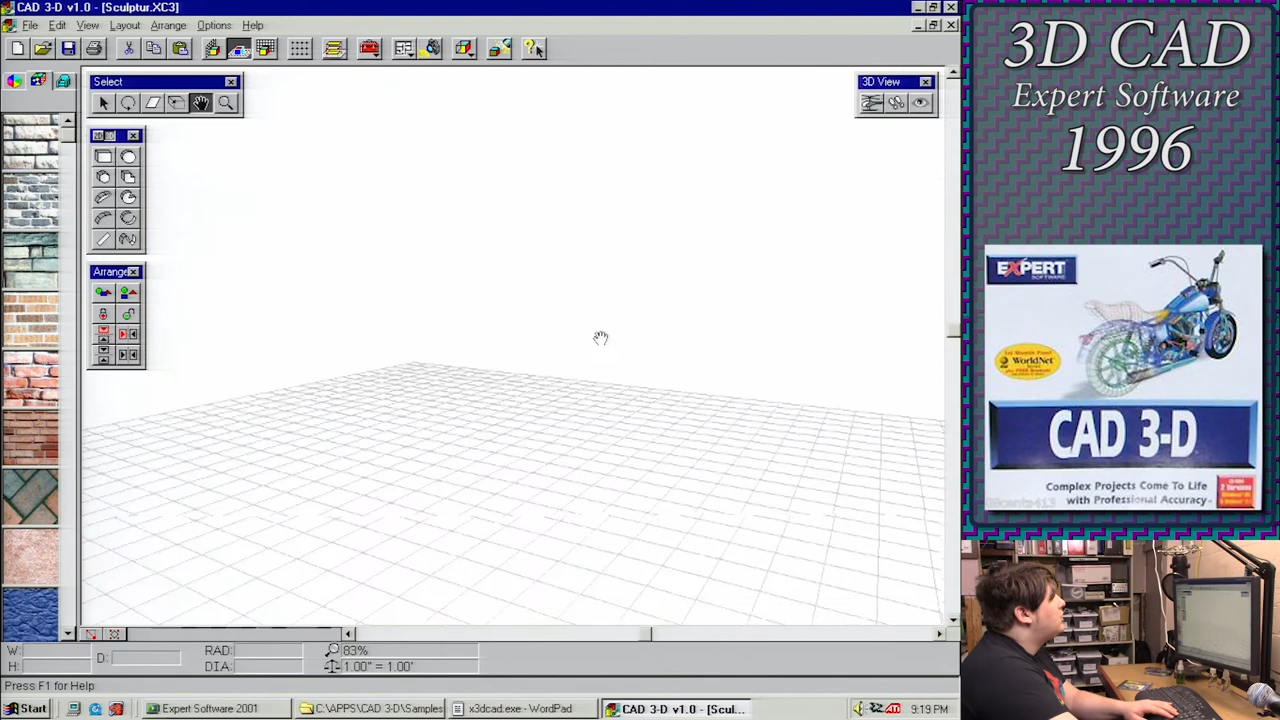 CAD 3-D v1.0 - [Sculptur.XC3]
File Edit View Layout Arrange Options Help
Select
3D View
2D
Arrange
W:
H:
D:
RAD:
DIA:
83%
1.00" = 1.00'
Press F1 for Help
Start
Expert Software 2001
C:\APPS\CAD 3-D\Samples
x3dcad.exe - WordPad
CAD 3-D v1.0 - [Scul...
ATI
9:19 PM
3D CAD
Expert Software
1996
EXPERT
SOFTWARE
WorldNet
CAD 3-D
Complex Projects Come To Life
with Professional Accuracy